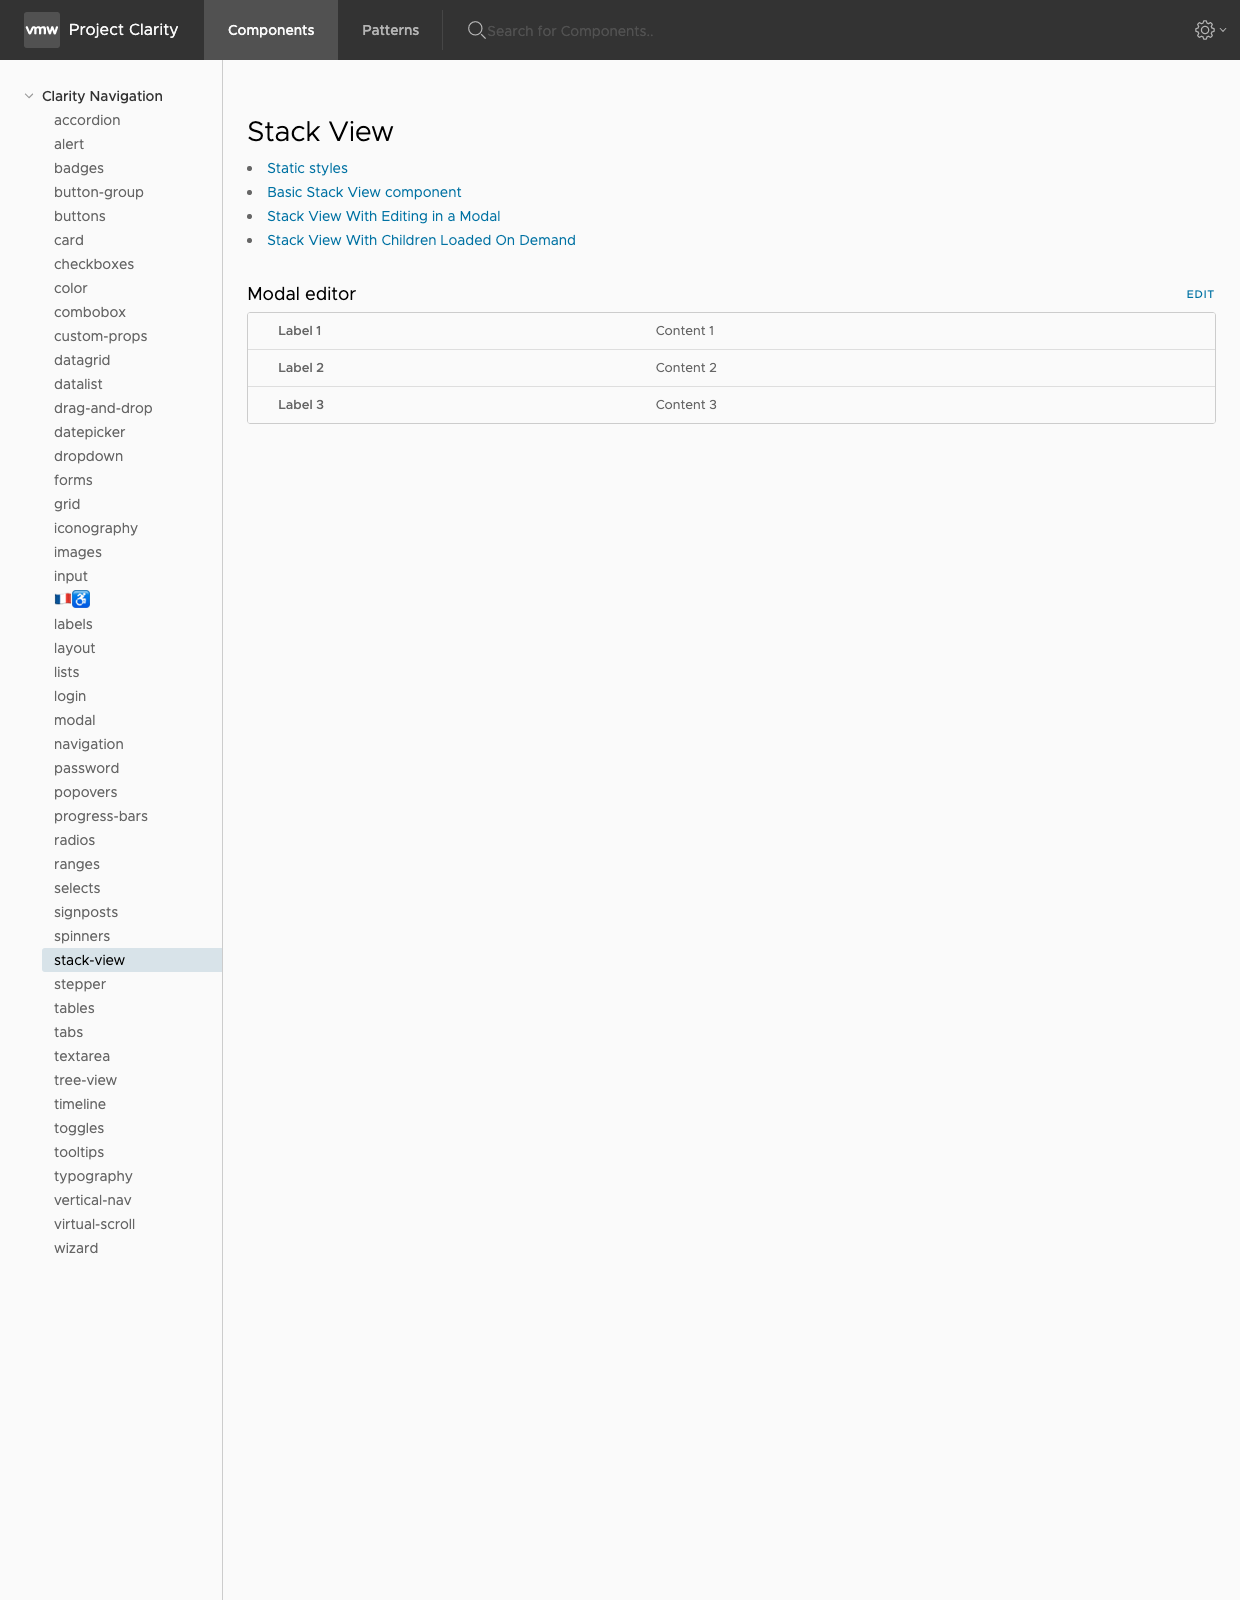 vmw Project Clarity Components Patterns Search for Components..
Clarity Navigation
accordion
alert
badges
button-group
buttons
card
checkboxes
color
combobox
custom-props
datagrid
datalist
drag-and-drop
datepicker
dropdown
forms
grid
iconography
images
input
🇫🇷♿
labels
layout
lists
login
modal
navigation
password
popovers
progress-bars
radios
ranges
selects
signposts
spinners
stack-view
stepper
tables
tabs
textarea
tree-view
timeline
toggles
tooltips
typography
vertical-nav
virtual-scroll
wizard
Stack View
Static styles
Basic Stack View component
Stack View With Editing in a Modal
Stack View With Children Loaded On Demand
Modal editor EDIT
Label 1 Content 1
Label 2 Content 2
Label 3 Content 3